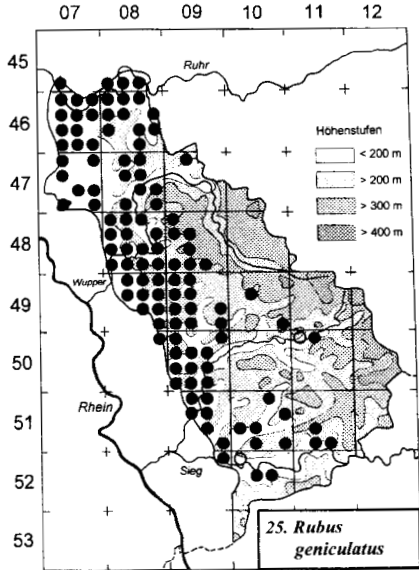 07 08 09 10 11 12
45
Ruhr
46
Höhenstufen
< 200 m
> 200 m
> 300 m
> 400 m
47
48
Wupper
49
50
Rhein
51
Sieg
52
25. Rubus
geniculatus
53